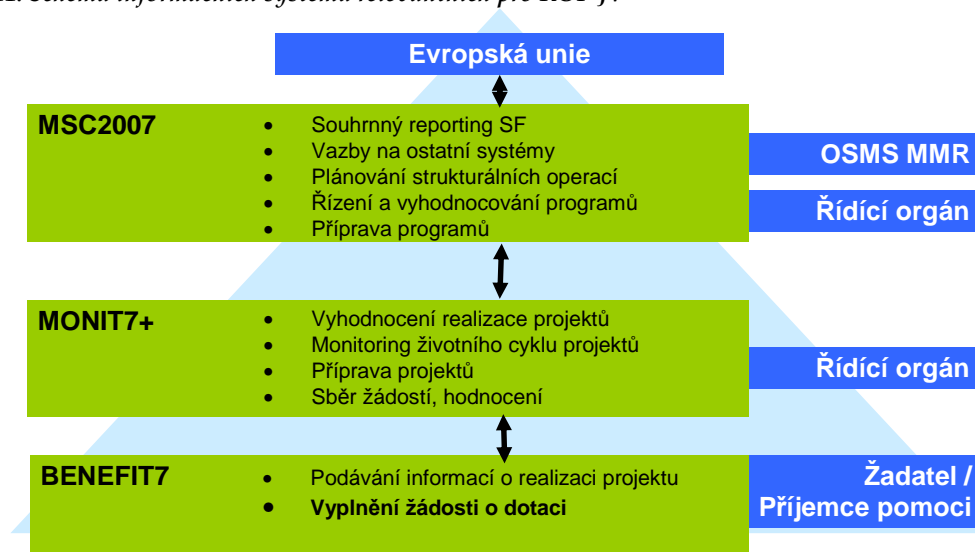 Evropská unie
MSC2007
• Souhrnný reporting SF
• Vazby na ostatní systémy
• Plánování strukturálních operací
• Řízení a vyhodnocování programů
• Příprava programů
OSMS MMR
Řídící orgán
MONIT7+
• Vyhodnocení realizace projektů
• Monitoring životního cyklu projektů
• Příprava projektů
• Sběr žádostí, hodnocení
Řídící orgán
BENEFIT7
• Podávání informací o realizaci projektu
• Vyplnění žádosti o dotaci
Žadatel /
Příjemce pomoci